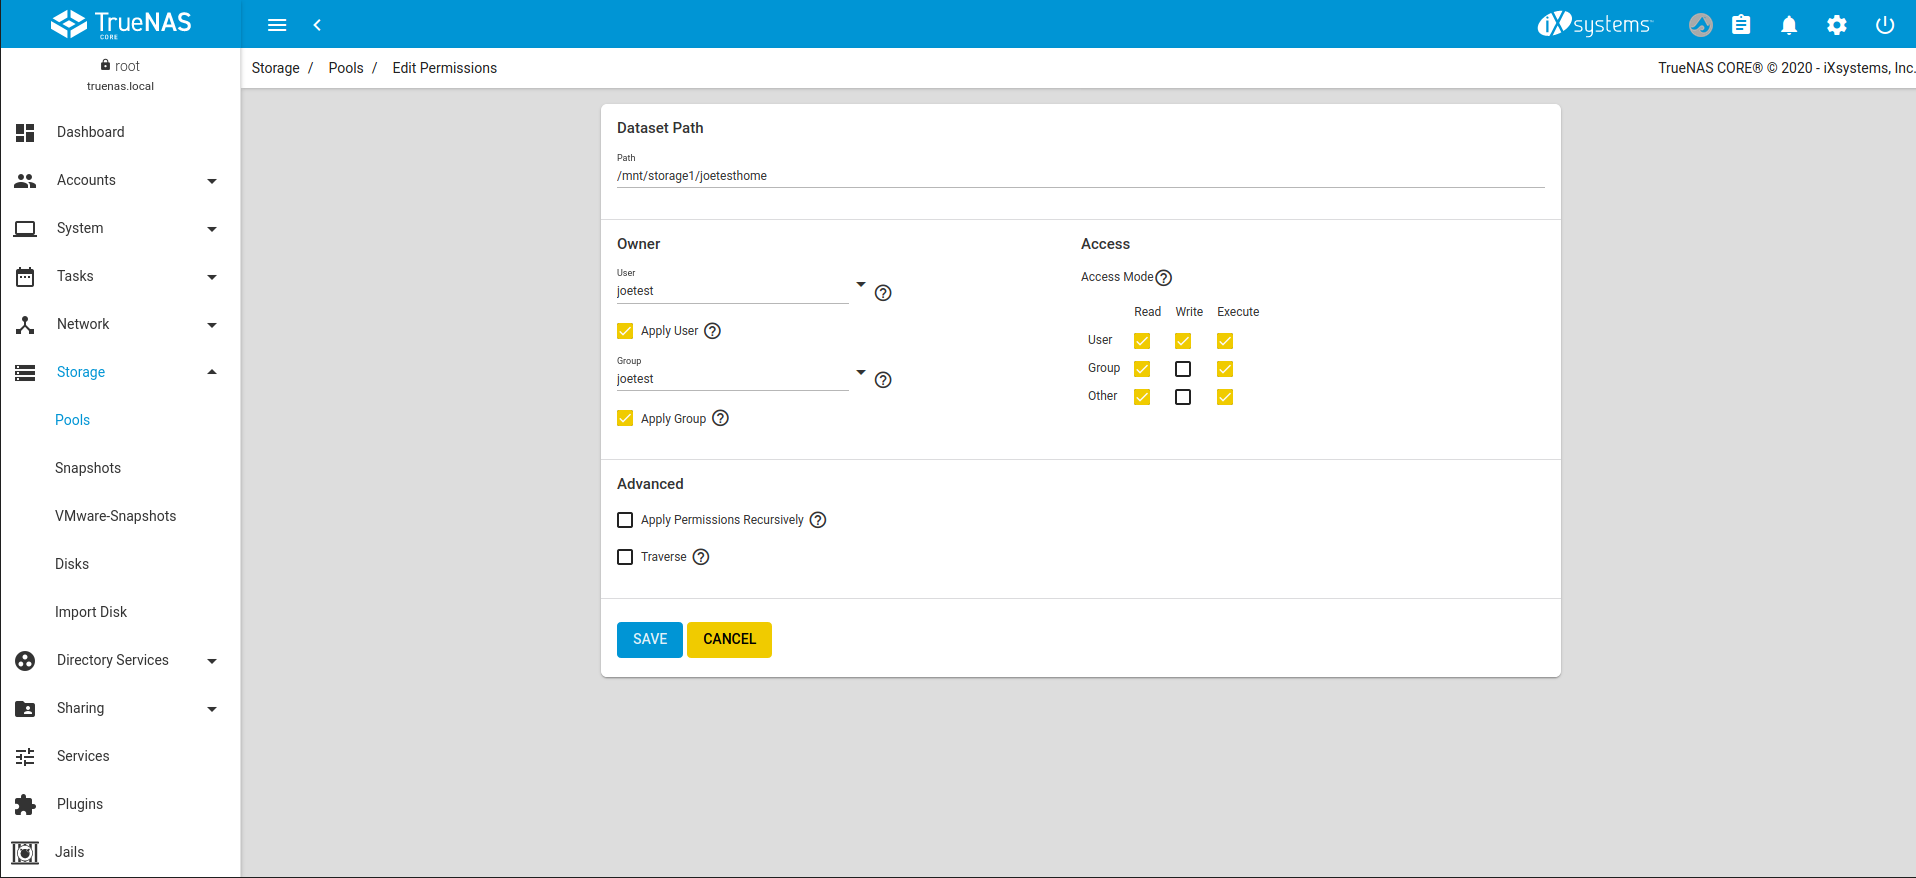 TrueNAS
CORE
iXsystems
root
truenas.local
Storage / Pools / Edit Permissions
TrueNAS CORE® © 2020 - iXsystems, Inc.
Dashboard
Accounts
System
Tasks
Network
Storage
Pools
Snapshots
VMware-Snapshots
Disks
Import Disk
Directory Services
Sharing
Services
Plugins
Jails
Dataset Path
Path
/mnt/storage1/joetesthome
Owner
User
joetest
Apply User
Group
joetest
Apply Group
Access
Access Mode
Read Write Execute
User
Group
Other
Advanced
Apply Permissions Recursively
Traverse
SAVE CANCEL